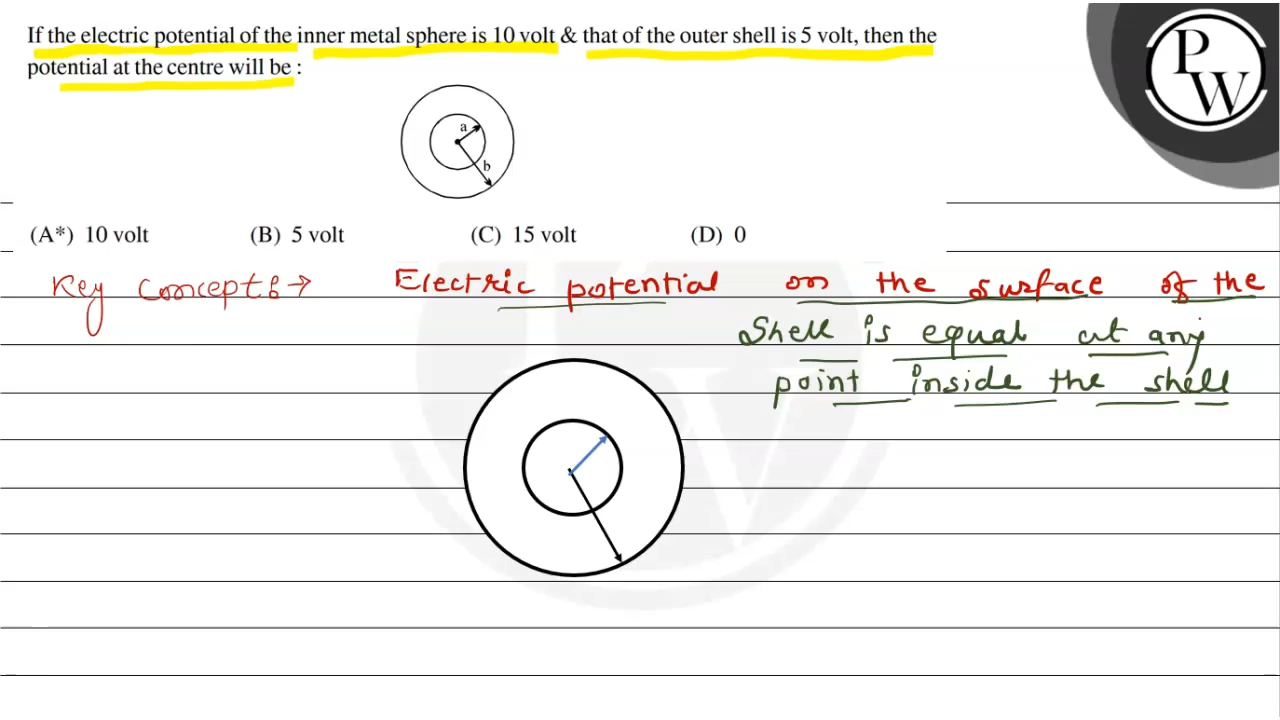 If the electric potential of the inner metal sphere is 10 volt & that of the outer shell is 5 volt, then the
potential at the centre will be :
P
W
a
b
(A*) 10 volt (B) 5 volt (C) 15 volt (D) 0
Key concepts → Electric potential on the surface of the
Shell is equal at any
point inside the shell